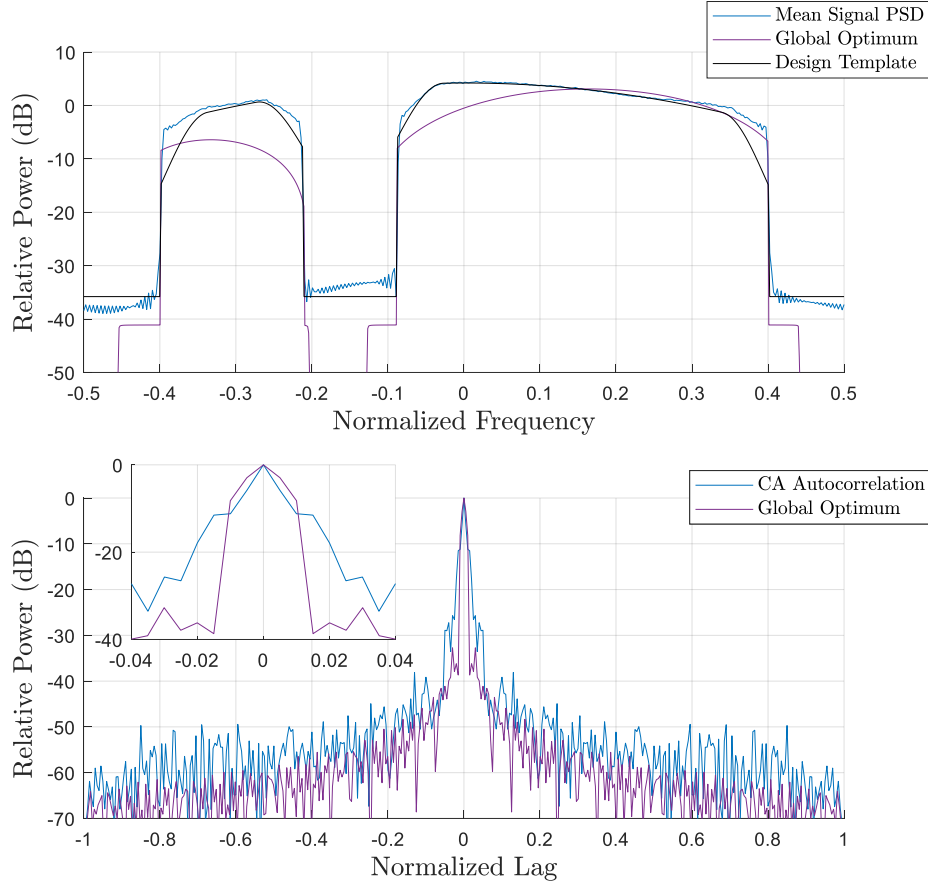 Mean Signal PSD
Global Optimum
Design Template
10
0
-10
-20
-30
-40
-50
Relative Power (dB)
-0.5 -0.4 -0.3 -0.2 -0.1 0 0.1 0.2 0.3 0.4 0.5
Normalized Frequency
CA Autocorrelation
Global Optimum
0
-20
-40
-0.04 -0.02 0 0.02 0.04
0
-10
-20
-30
-40
-50
-60
-70
Relative Power (dB)
-1 -0.8 -0.6 -0.4 -0.2 0 0.2 0.4 0.6 0.8 1
Normalized Lag